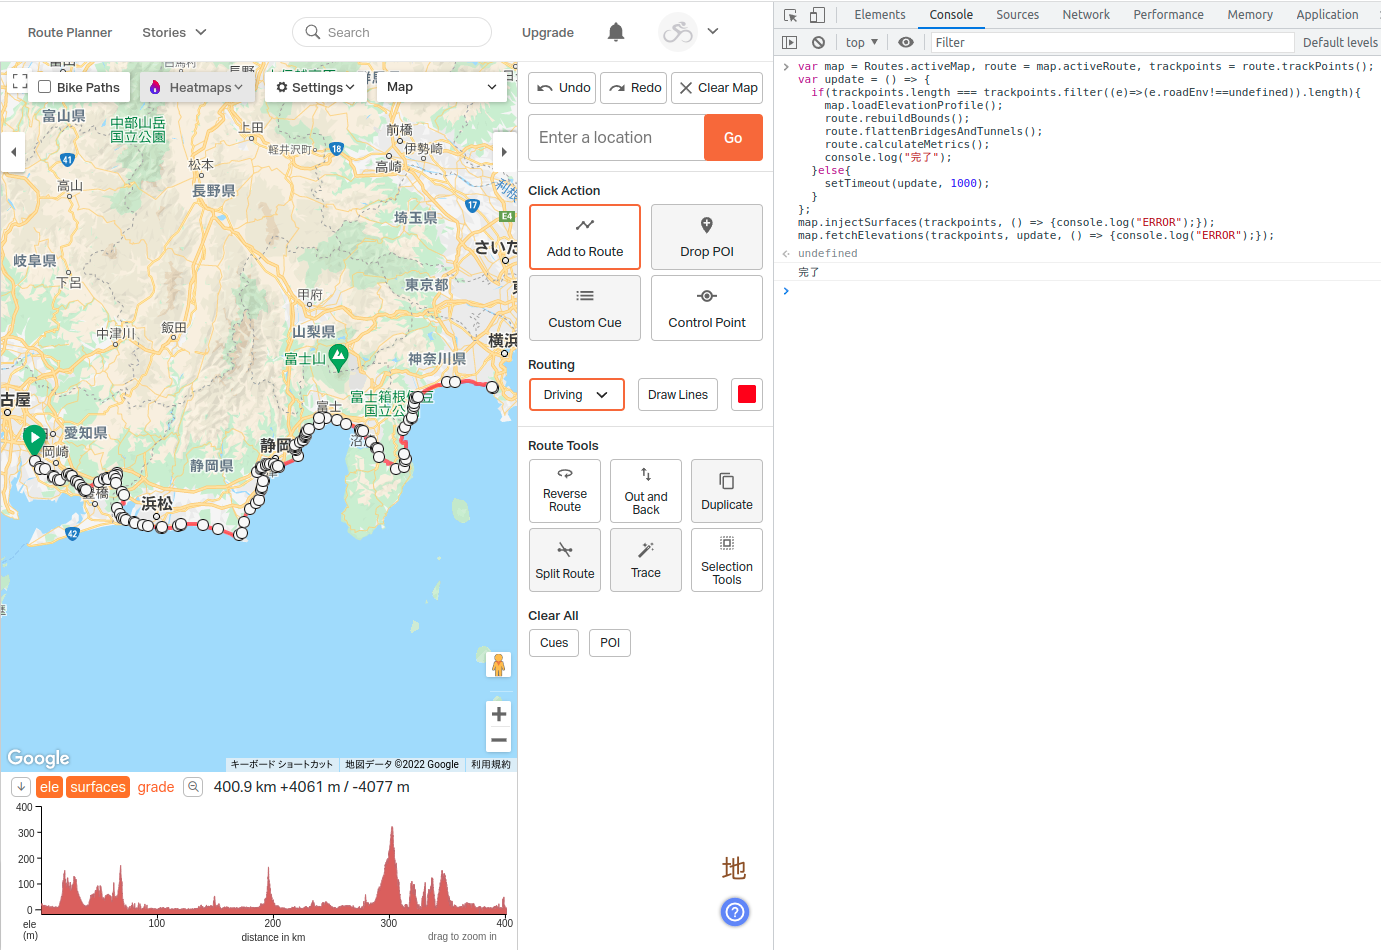 Route Planner
Stories
Search
Upgrade
Bike Paths
Heatmaps
Settings
Map
富山県
中部山岳
国立公園
上田
前橋
伊勢崎
軽井沢町
18
41
松本
高崎
高山
長野県
17
埼玉県
E4
さいた
岐阜県
下呂
東京都
甲府
中津川
飯田
山梨県
横浜
富士山
神奈川県
富士箱根伊豆
国立公
古屋
富士
愛知県
岡崎
静岡
沼
静岡県
豊橋
浜松
42
Google
キーボード ショートカット
地図データ ©2022 Google
利用規約
ele
surfaces
grade
400.9 km +4061 m / -4077 m
400
300
200
100
0
ele
(m)
100
200
300
400
distance in km
drag to zoom in
Undo
Redo
Clear Map
Enter a location
Go
Click Action
Add to Route
Drop POI
Custom Cue
Control Point
Routing
Driving
Draw Lines
Route Tools
Reverse
Route
Out and
Back
Duplicate
Split Route
Trace
Selection
Tools
Clear All
Cues
POI
地
?
Elements
Console
Sources
Network
Performance
Memory
Application
top
Filter
Default levels
var map = Routes.activeMap, route = map.activeRoute, trackpoints = route.trackPoints();
var update = () => {
if(trackpoints.length === trackpoints.filter((e)=>(e.roadEnv!==undefined)).length){
map.loadElevationProfile();
route.rebuildBounds();
route.flattenBridgesAndTunnels();
route.calculateMetrics();
console.log("完了");
}else{
setTimeout(update, 1000);
}
};
map.injectSurfaces(trackpoints, () => {console.log("ERROR");});
map.fetchElevations(trackpoints, update, () => {console.log("ERROR");});
undefined
完了